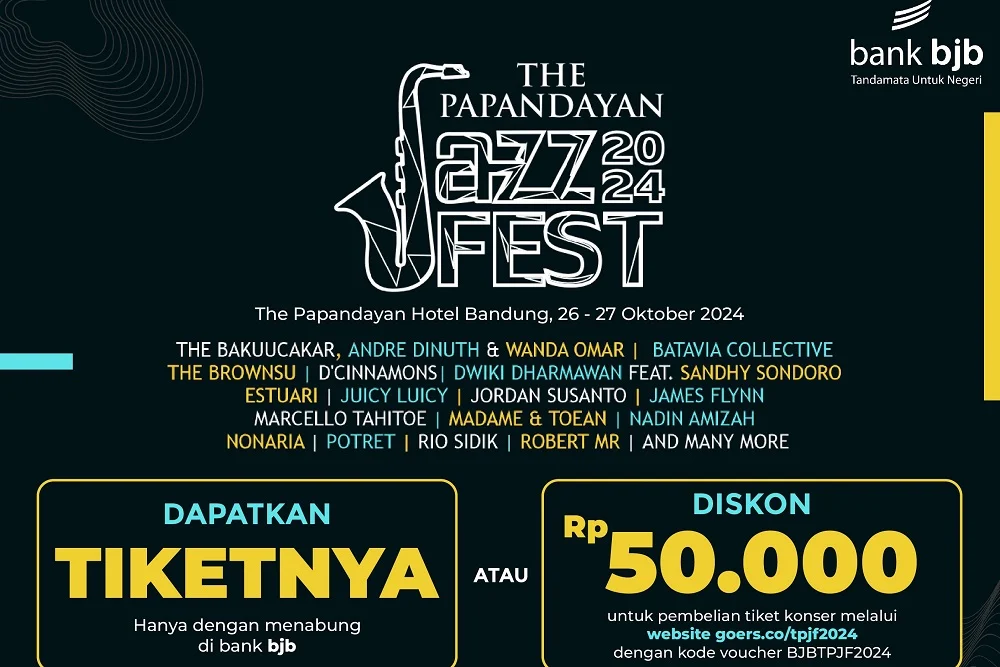 bank bjb
Tandamata Untuk Negeri
THE
PAPANDAYAN
Jazz 2024
FEST
The Papandayan Hotel Bandung, 26 - 27 Oktober 2024
THE BAKUUCAKAR, ANDRE DINUTH & WANDA OMAR | BATAVIA COLLECTIVE
THE BROWNSU | D'CINNAMONS| DWIKI DHARMAWAN FEAT. SANDHY SONDORO
ESTUARI | JUICY LUICY | JORDAN SUSANTO | JAMES FLYNN
MARCELLO TAHITOE | MADAME & TOEAN | NADIN AMIZAH
NONARIA | POTRET | RIO SIDIK | ROBERT MR | AND MANY MORE
DAPATKAN
TIKETNYA
Hanya dengan menabung
di bank bjb
ATAU
DISKON
Rp50.000
untuk pembelian tiket konser melalui
website goers.co/tpjf2024
dengan kode voucher BJBTPJF2024